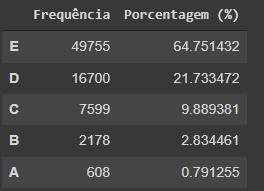 Frequência Porcentagem (%)
E 49755 64.751432
D 16700 21.733472
C 7599 9.889381
B 2178 2.834461
A 608 0.791255